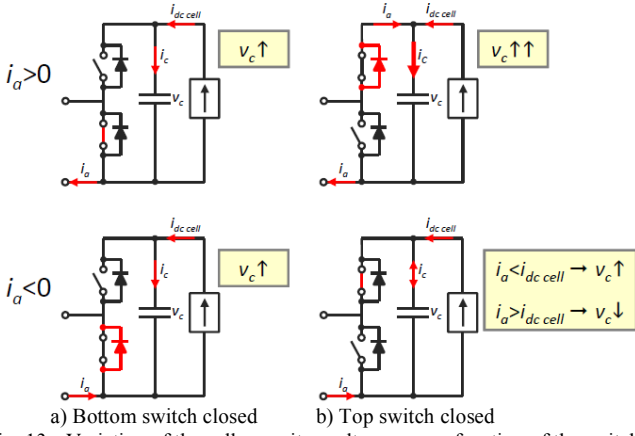 i_a>0
i_dc cell
i_c
v_c
i_a
v_c↑
i_a
i_dc cell
i_c
v_c
i_a
v_c↑↑
i_a<0
i_dc cell
i_c
v_c
i_a
v_c↑
i_dc cell
i_c
v_c
i_a
i_a<i_dc cell → v_c↑
i_a>i_dc cell → v_c↓
a) Bottom switch closed b) Top switch closed